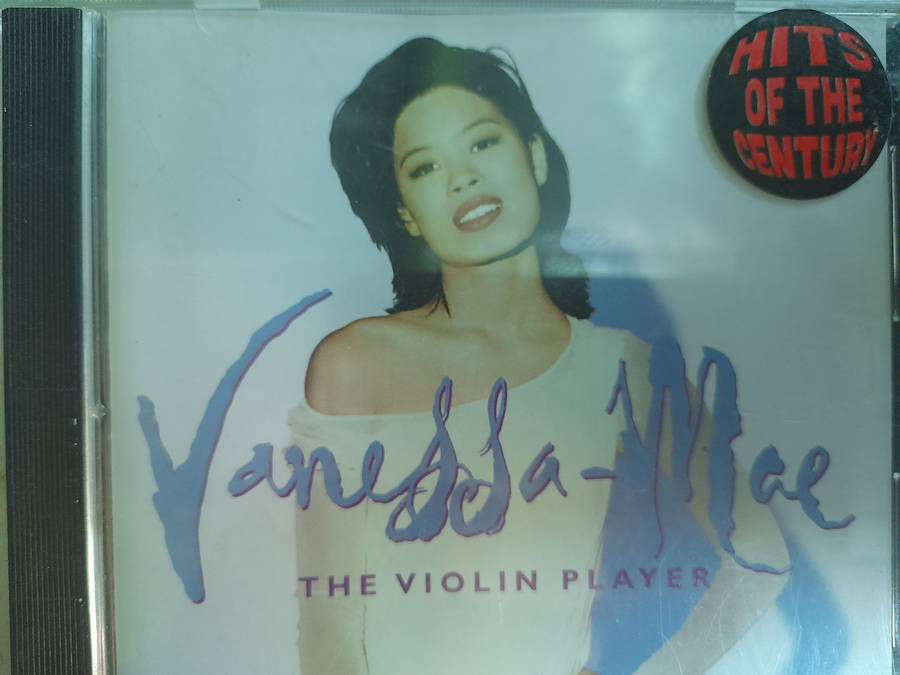 HITS
OF THE
CENTURY
Vanessa-Mae
THE VIOLIN PLAYER